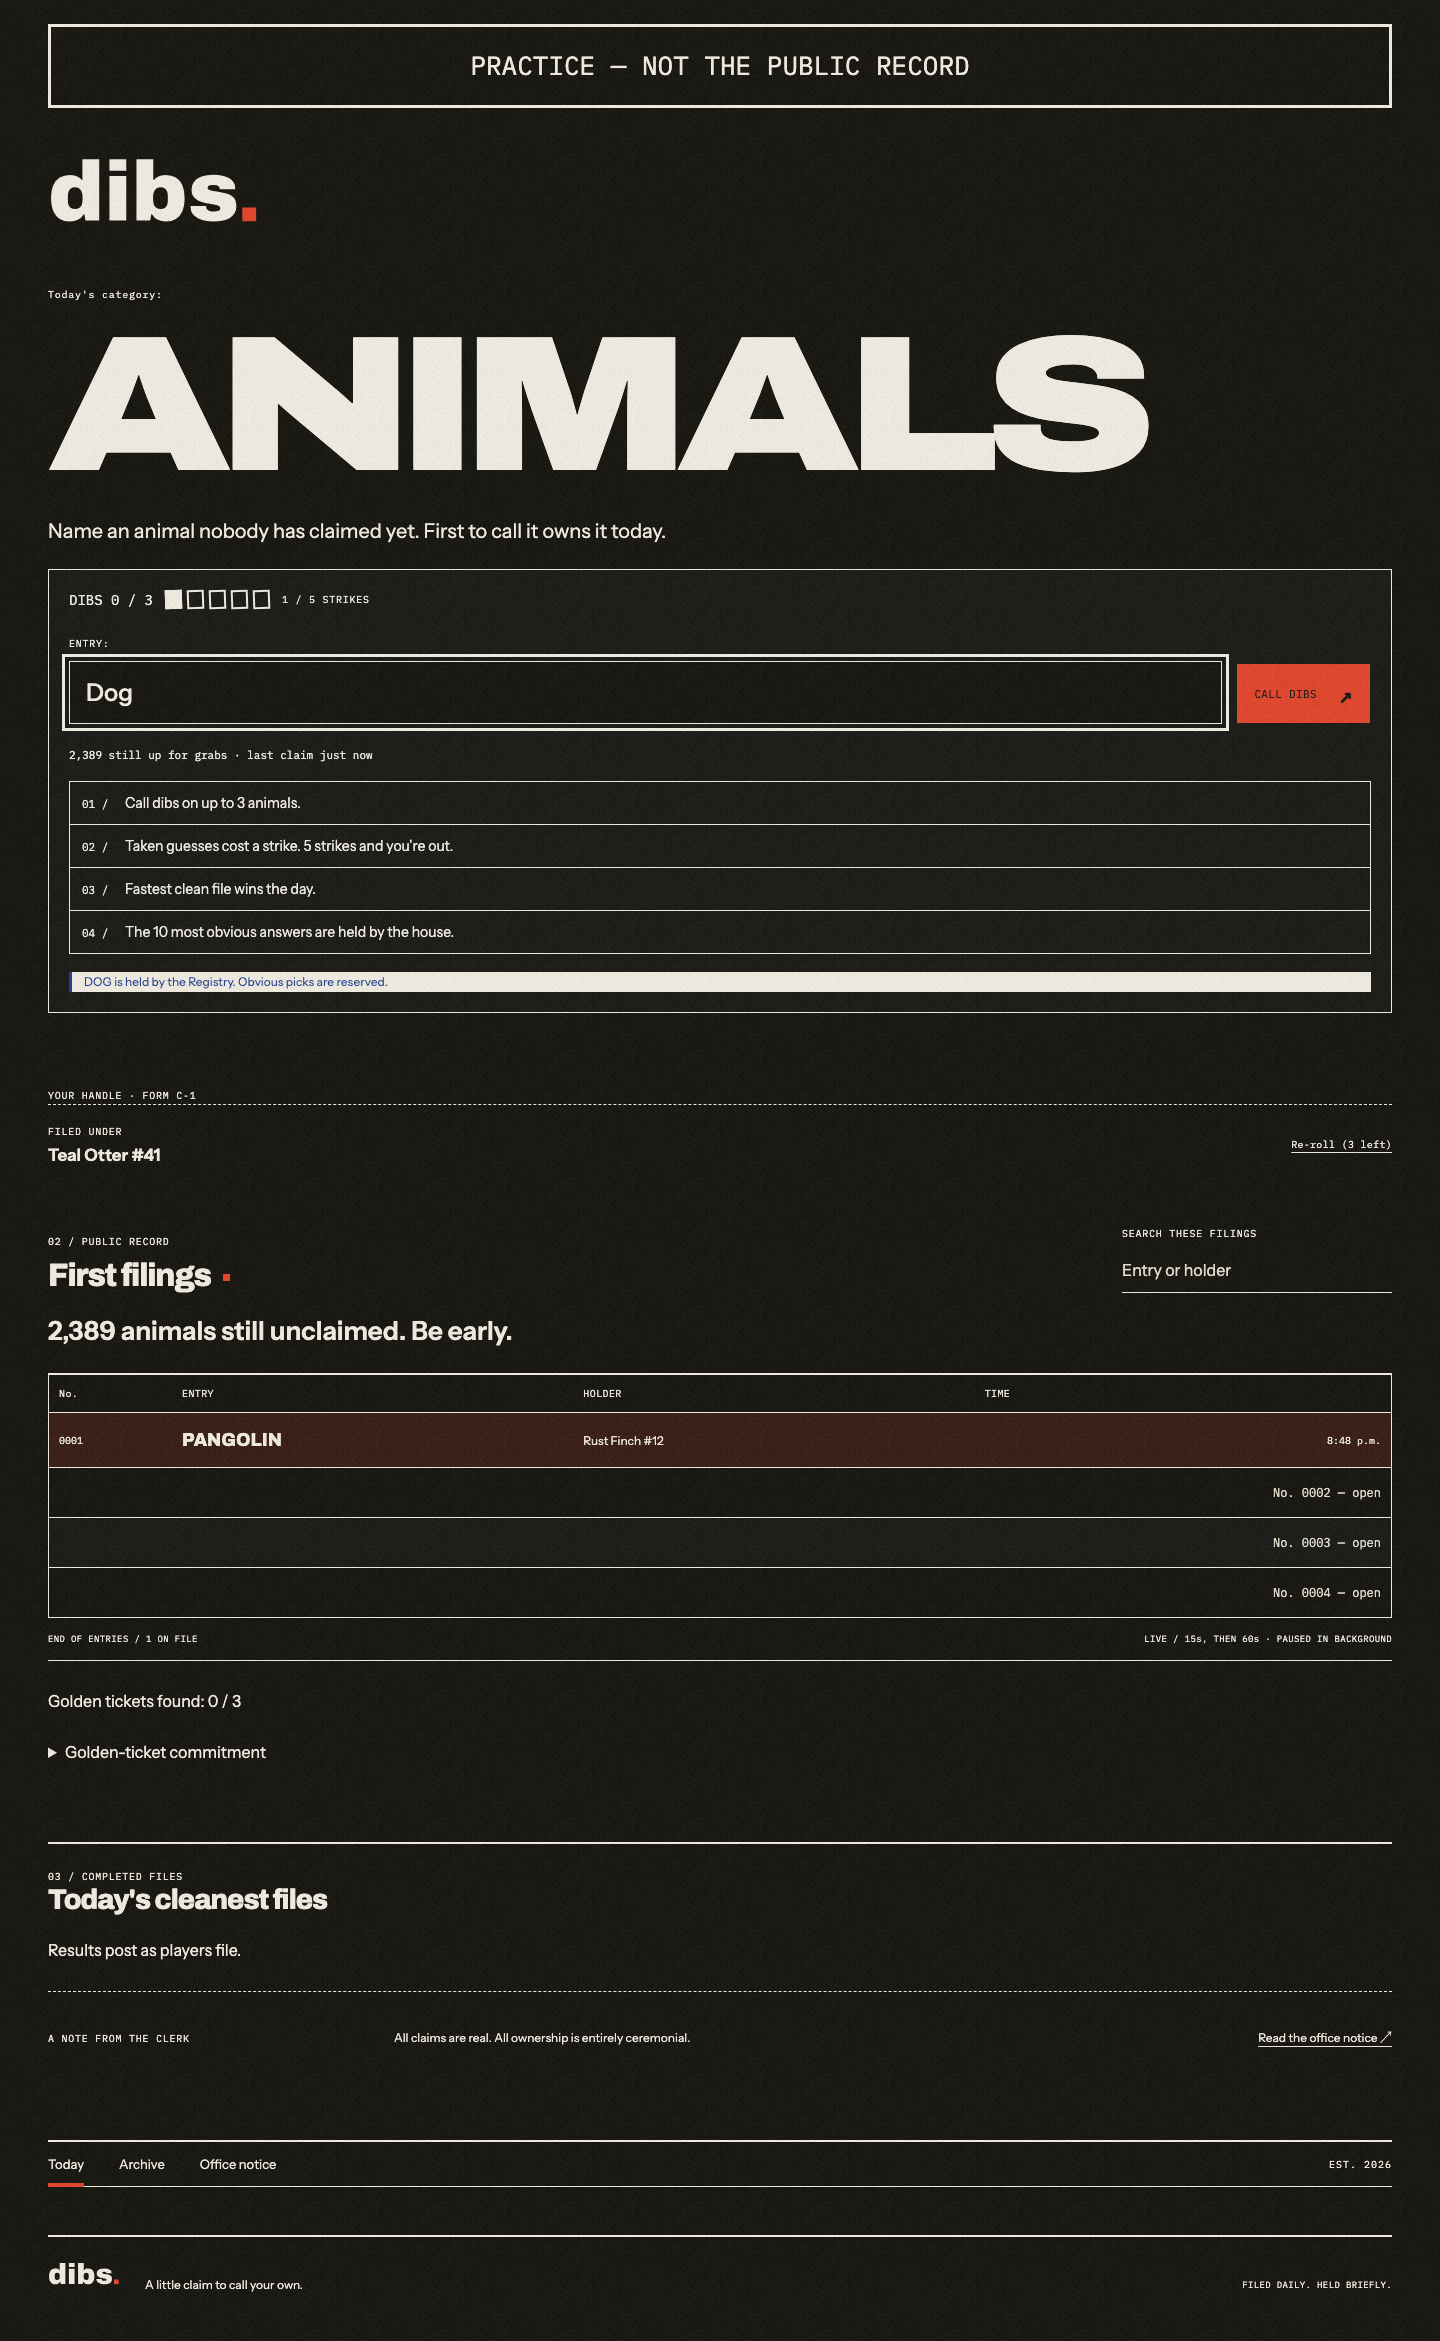 PRACTICE — NOT THE PUBLIC RECORD
dibs.
Today's category:
ANIMALS
Name an animal nobody has claimed yet. First to call it owns it today.
DIBS 0 / 3 1 / 5 STRIKES
ENTRY:
Dog
CALL DIBS ↗
2,389 still up for grabs · last claim just now
01 / Call dibs on up to 3 animals.
02 / Taken guesses cost a strike. 5 strikes and you’re out.
03 / Fastest clean file wins the day.
04 / The 10 most obvious answers are held by the house.
DOG is held by the Registry. Obvious picks are reserved.
YOUR HANDLE · FORM C-1
FILED UNDER
Teal Otter #41
Re-roll (3 left)
02 / PUBLIC RECORD
First filings
SEARCH THESE FILINGS
Entry or holder
2,389 animals still unclaimed. Be early.
No. ENTRY HOLDER TIME
0001 PANGOLIN Rust Finch #12 8:48 p.m.
No. 0002 — open
No. 0003 — open
No. 0004 — open
END OF ENTRIES / 1 ON FILE LIVE / 15s, THEN 60s · PAUSED IN BACKGROUND
Golden tickets found: 0 / 3
Golden-ticket commitment
03 / COMPLETED FILES
Today's cleanest files
Results post as players file.
A NOTE FROM THE CLERK All claims are real. All ownership is entirely ceremonial. Read the office notice ↗
Today Archive Office notice EST. 2026
dibs. A little claim to call your own. FILED DAILY. HELD BRIEFLY.